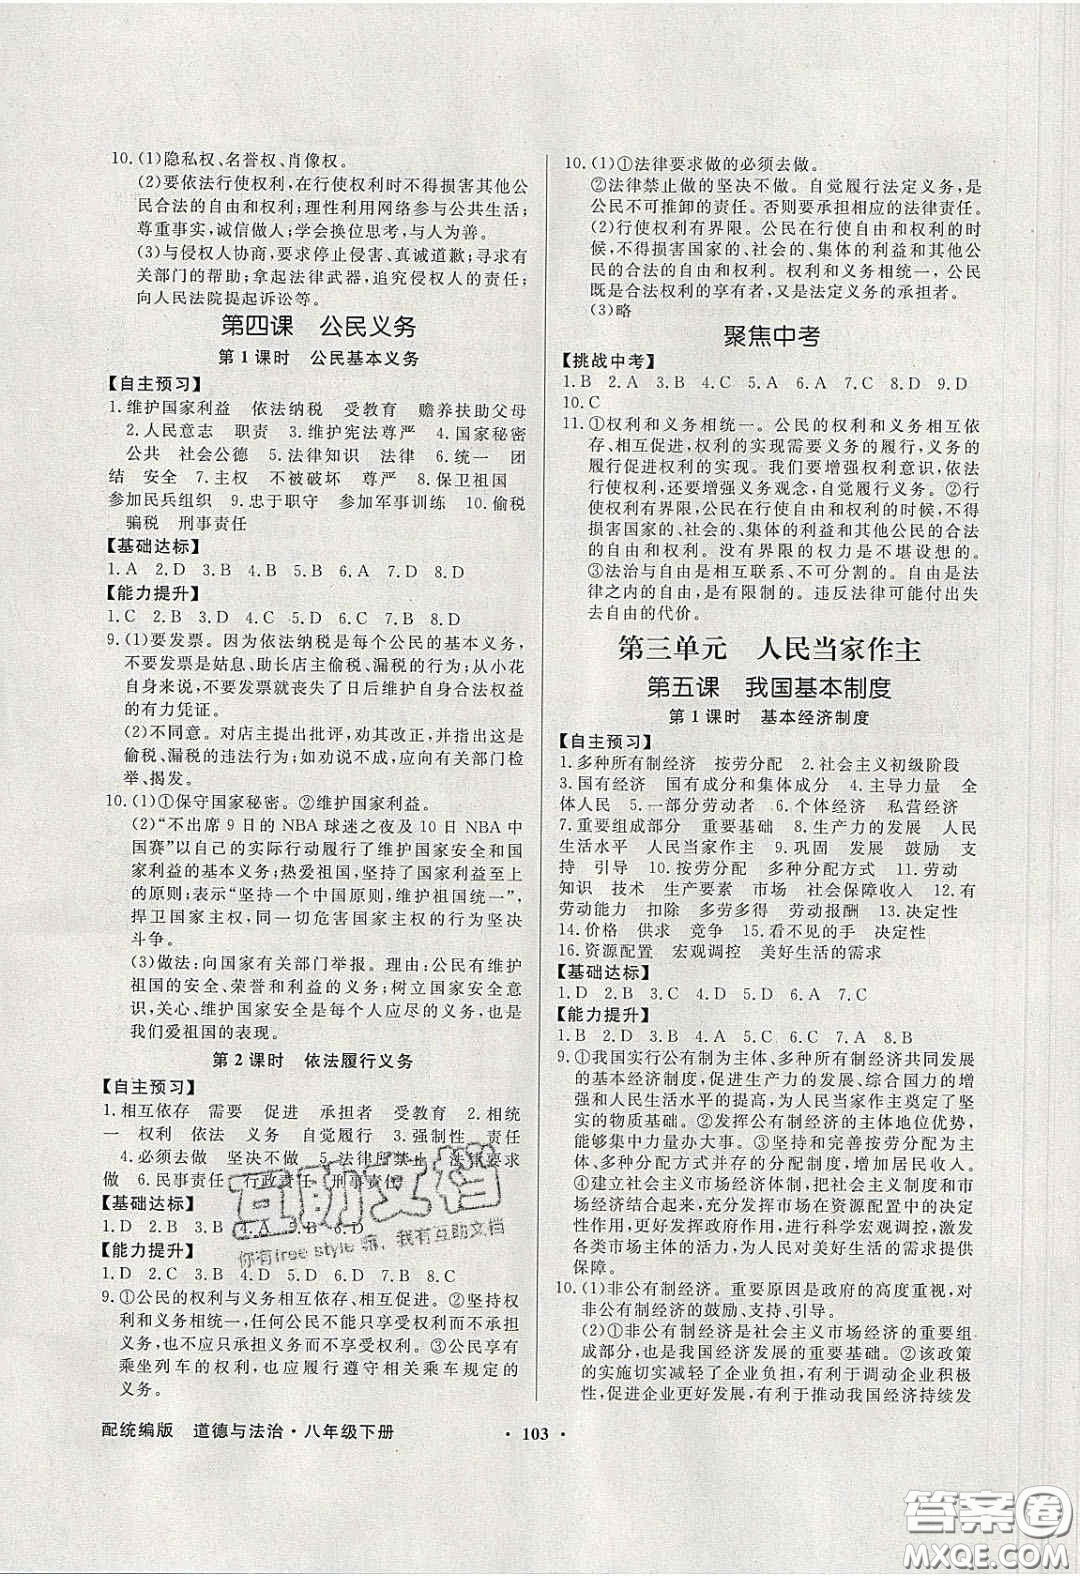 10.(1)隐私权、名誉权、肖像权。
(2)要依法行使权利,在行使权利时不得损害其他公
民合法的自由和权利;理性利用网络参与公共生活;
尊重事实,诚信做人;学会换位思考,与人为善。
(3)与侵权人协商,要求停止侵害、真诚道歉;寻求有
关部门的帮助;拿起法律武器,追究侵权人的责任;
向人民法院提起诉讼等。
第四课 公民义务
第1课时 公民基本义务
【自主预习】
1.维护国家利益 依法纳税 受教育 赡养扶助父母
2.人民意志 职责 3.维护宪法尊严 4.国家秘密
公共 社会公德 5.法律知识 法律 6.统一 团
结 安全 7.主权 不被破坏 尊严 8.保卫祖国
参加民兵组织 9.忠于职守 参加军事训练 10.偷税
骗税 刑事责任
【基础达标】
1.A 2.D 3.B 4.B 5.B 6.A 7.D 8.D
【能力提升】
1.C 2.B 3.C 4.D 5.D 6.B 7.B 8.D
9.(1)要发票。因为依法纳税是每个公民的基本义务,
不要发票是姑息、助长店主偷税、漏税的行为;从小花
自身来说,不要发票就丧失了日后维护自身合法权益
的有力凭证。
(2)不同意。对店主提出批评,劝其改正,并阐明
偷税、漏税的违法行为;如劝说不成,应向有关部门检
举、揭发。
10.(1)①保守国家秘密。②维护国家利益。
(2)“不出席9日的NBA球迷之夜及10日NBA中
国赛”以自己的实际行动履行了维护国家安全和国
家利益的基本义务;热爱祖国,自觉履行了国家至上
的原则;表示“坚持一个中国原则,维护祖国统一”,
捍卫国家主权,同一切危害国家主权的行为坚决
斗争。
(3)做法:向国家有关部门举报。理由:公民有维护
祖国的安全、荣誉和利益的义务;树立国家安全意
识,关心、维护国家安全是每个人应尽的义务,也是
我们爱祖国的表现。
第2课时 依法履行义务
【自主预习】
1.相互依存 需要 促进 承担者 受教育 2.相统
一 权利 依法 义务 自觉履行 3.强制性 责任
4.必须去做 坚决不做 5.法律所禁止 法律要求
做 6.民事责任 行政责任 刑事责任
【基础达标】
1.D 2.B 3.B 4.A 5.B 6.D
【能力提升】
1.D 2.C 3.B 4.D 5.D 6.D 7.B 8.C
9.①公民的权利与义务相互依存、相互促进。②坚持权
利和义务相统一,任何公民不能只享受权利而不承担
义务,也不应只承担义务而不享受权利。③公民享有
乘坐列车的权利,也应履行遵守相关乘车规定的义
务。
配统编版 道德与法治·八年级下册
10.(1)①法律要求做的必须去做。
②法律禁止做的坚决不做。自觉履行法定义务,是
公民不可推卸的责任。否则要承担相应的法律责任。
(2)行使权利有界限。公民在行使自由和权利的时
候,不得损害国家的、社会的、集体的利益和其他公
民的合法的自由和权利。权利和义务相统一,公民
既是合法权利的享有者,又是法定义务的承担者。
(3)略
聚焦中考
【挑战中考】
1.B 2.A 3.B 4.C 5.A 6.A 7.C 8.D 9.D
10.C
11.①权利和义务相统一。公民的权利和义务相互依
存、相互促进,权利的实现需要义务的履行,义务的
履行促进权利的实现。我们要增强权利意识,依法
行使权利,还要增强义务观念,自觉履行义务。②行
使权利有界限,公民在行使自由和权利的时候,不得
损害国家的、社会的、集体的利益和其他公民的合法
的自由和权利。没有界限的权力是不堪设想的。
③法治与自由是相互联系、不可分割的。自由是法
律之内的自由,是有限制的。违反法律可能付出失
去自由的代价。
第三单元 人民当家作主
第五课 我国基本制度
第1课时 基本经济制度
【自主预习】
1.多种所有制经济 按劳分配 2.社会主义初级阶段
3.国有经济 国有成分和集体成分 4.主导力量 全
体人民 5.一部分劳动者 6.个体经济 私营经济
7.重要组成部分 重要基础 8.生产力的发展 人民
生活水平 人民当家作主 9.巩固 发展 鼓励 支
持 引导 10.按劳分配 多种分配方式 11.劳动
知识 技术 生产要素 市场 社会保障收入 12.有
劳动能力 扣除 多劳多得 劳动报酬 13.决定性
14.价格 供求 竞争 15.看不见的手 决定性
16.资源配置 宏观调控 美好生活的需求
【基础达标】
1.D 2.B 3.C 4.D 5.D 6.A 7.C
【能力提升】
1.B 2.D 3.B 4.A 5.C 6.A 7.A 8.B
9.①我国实行公有制为主体、多种所有制经济共同发展
的基本经济制度,促进生产力的发展、综合国力的增
强和人民生活水平的提高,为人民当家作主奠定了坚
实的物质基础。②发挥公有制经济的主体地位优势,
能够集中力量办大事。③坚持和完善按劳分配为主体、
多种分配方式并存的分配制度,增进居民收入。
④建立社会主义市场经济体制,把社会主义制度和
市场经济结合起来,充分发挥市场在资源配置中的决定
性作用,更好发挥政府作用,进行科学宏观调控,激发
各类市场主体的活力,为人民对美好生活的需求提供
保障。
10.(1)非公有制经济。重要原因是政府的高度重视,对
非公有制经济的鼓励、支持、引导。
(2)①非公有制经济是社会主义市场经济的重要组
成部分,也是我国经济发展的重要基础。②该政策
的实施切实减轻了企业负担,有利于调动企业积极
性,促进企业更好发展,有利于推动我国经济持续发
·103·
互助文档
你有free style 嘛,我有互助文档
答案圈
MXQE.COM